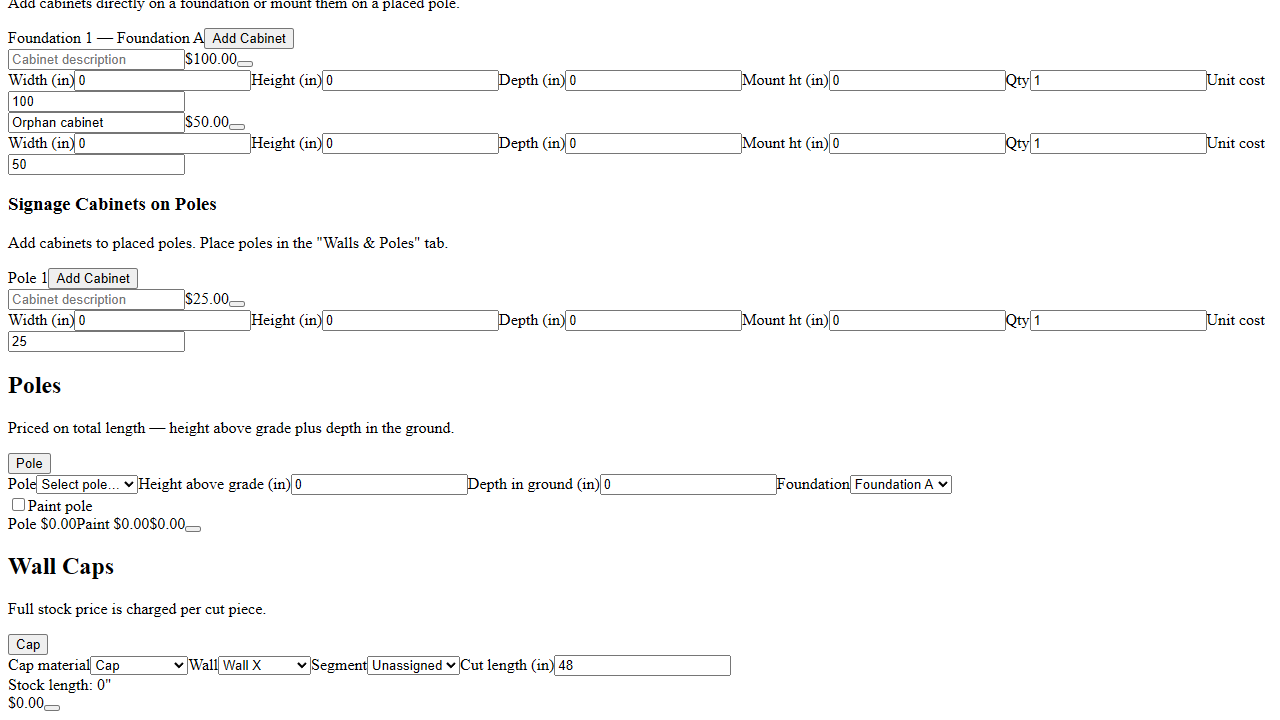 Add cabinets directly on a foundation or mount them on a placed pole.
Foundation 1 — Foundation A Add Cabinet
Cabinet description $100.00
Width (in) 0 Height (in) 0 Depth (in) 0 Mount ht (in) 0 Qty 1 Unit cost
100
Orphan cabinet $50.00
Width (in) 0 Height (in) 0 Depth (in) 0 Mount ht (in) 0 Qty 1 Unit cost
50
Signage Cabinets on Poles
Add cabinets to placed poles. Place poles in the "Walls & Poles" tab.
Pole 1 Add Cabinet
Cabinet description $25.00
Width (in) 0 Height (in) 0 Depth (in) 0 Mount ht (in) 0 Qty 1 Unit cost
25
Poles
Priced on total length — height above grade plus depth in the ground.
Pole
Pole Select pole... Height above grade (in) 0 Depth in ground (in) 0 Foundation Foundation A
Paint pole
Pole $0.00Paint $0.00$0.00
Wall Caps
Full stock price is charged per cut piece.
Cap
Cap material Cap Wall Wall X Segment Unassigned Cut length (in) 48
Stock length: 0"
$0.00